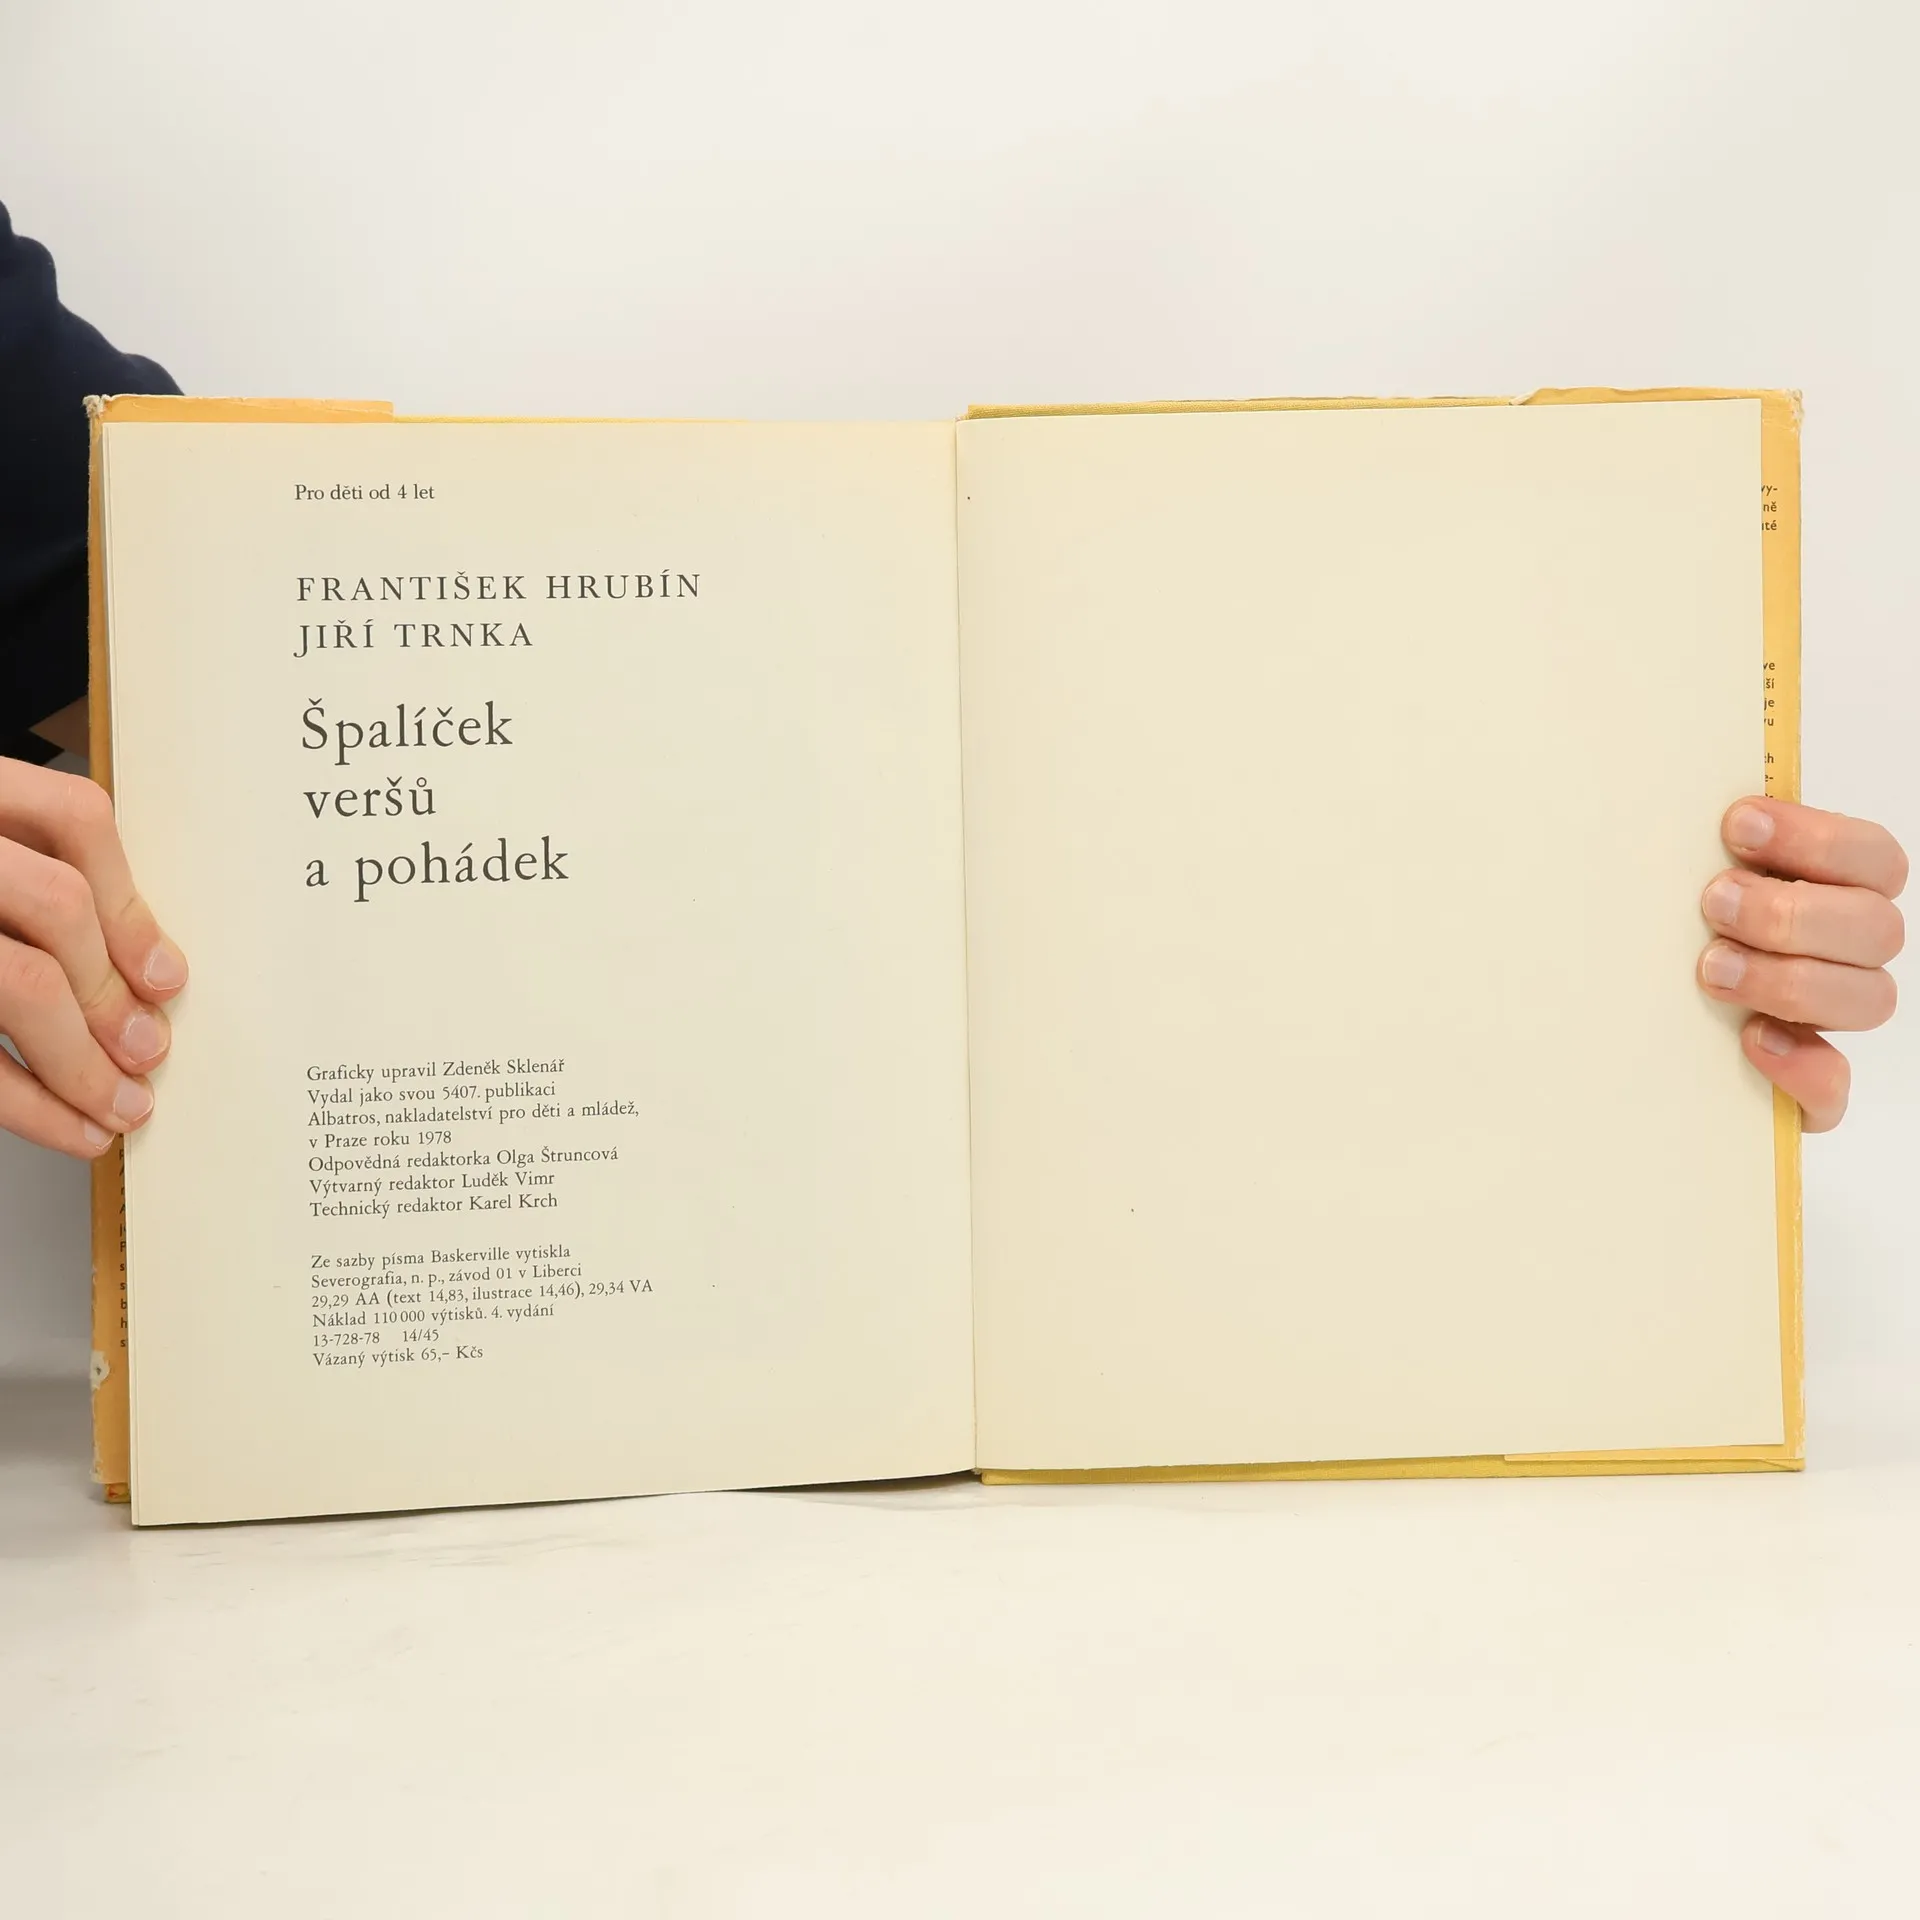 Pro děti od 4 let
FRANTIŠEK HRUBÍN
JIŘÍ TRNKA
Špalíček
veršů
a pohádek
Graficky upravil Zdeněk Sklenář
Vydal jako svou 5407. publikaci
Albatros, nakladatelství pro děti a mládež,
v Praze roku 1978
Odpovědná redaktorka Olga Štruncová
Výtvarný redaktor Luděk Vimr
Technický redaktor Karel Krch
Ze sazby písma Baskerville vytiskla
Severografia, n. p., závod 01 v Liberci
29,29 AA (text 14,83, ilustrace 14,46), 29,34 VA
Náklad 110 000 výtisků. 4. vydání
13-728-78 14/45
Vázaný výtisk 65,– Kčs